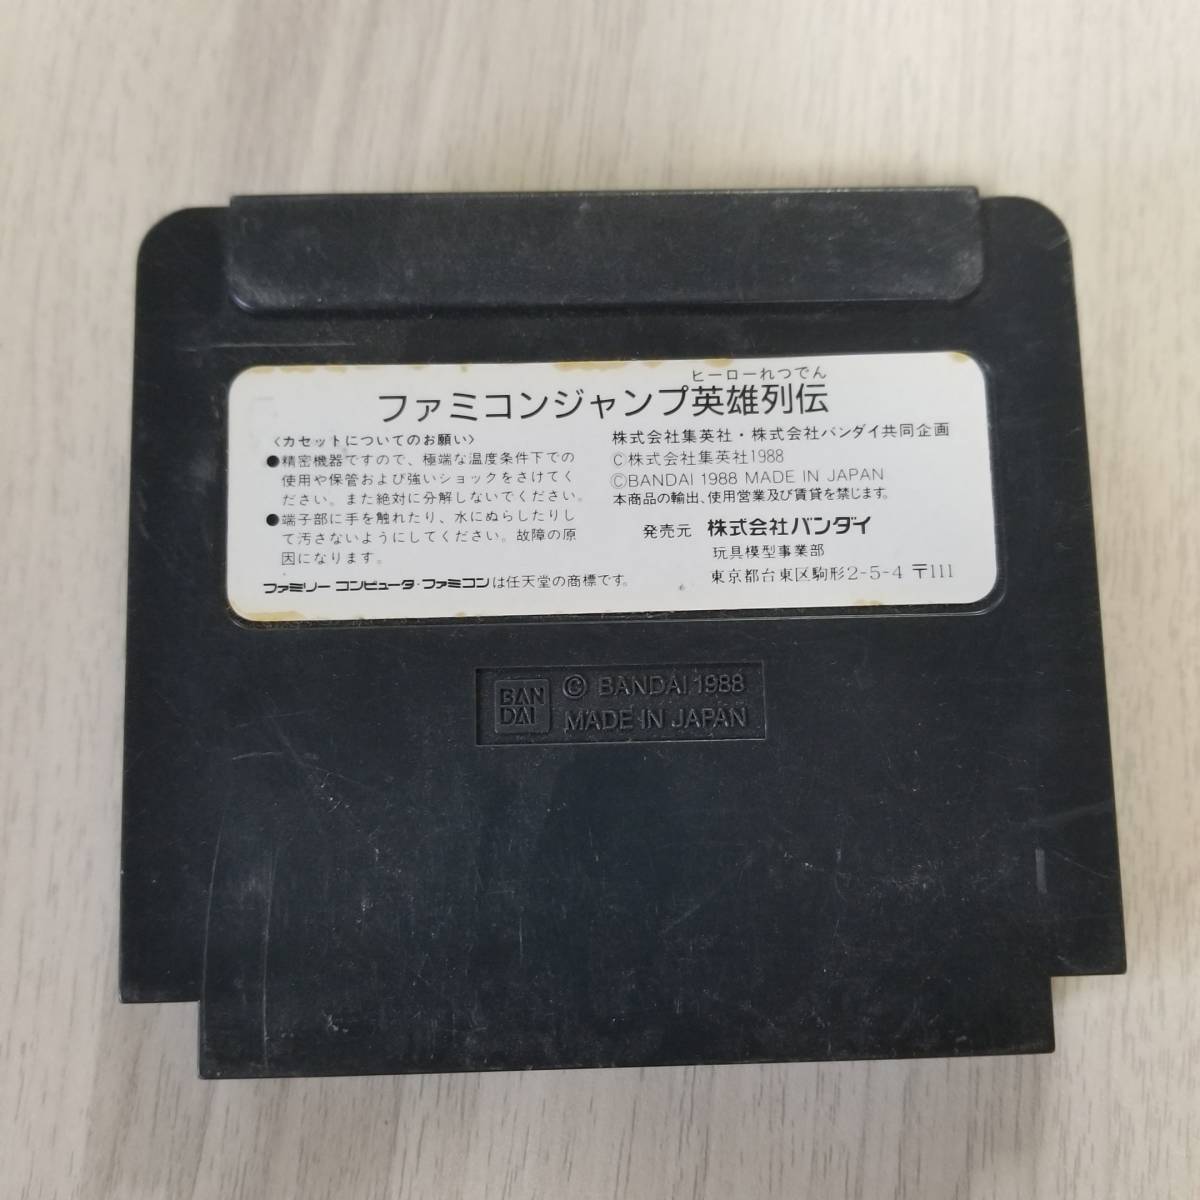 ヒーローれつでん
ファミコンジャンプ英雄列伝
〈カセットについてのお願い〉
●精密機器ですので、極端な温度条件下での
使用や保管および強いショックをさけてく
ださい。また絶対に分解しないでください。
●端子部に手を触れたり、水にぬらしたりし
て汚さないようにしてください。故障の原
因になります。
ファミリーコンピュータ・ファミコンは任天堂の商標です。
株式会社集英社・株式会社バンダイ共同企画
©株式会社集英社1988
©BANDAI 1988 MADE IN JAPAN
本商品の輸出、使用営業及び賃貸を禁じます。
発売元 株式会社バンダイ
玩具模型事業部
東京都台東区駒形2-5-4 〒111
BAN
DAI
© BANDAI 1988
MADE IN JAPAN